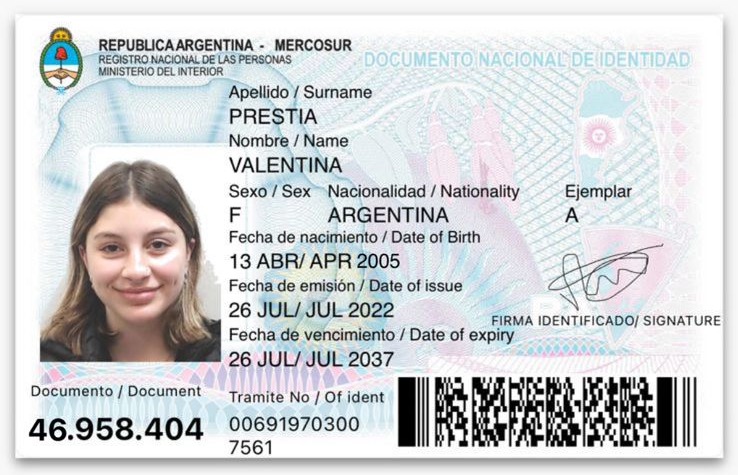 REPUBLICA ARGENTINA - MERCOSUR
REGISTRO NACIONAL DE LAS PERSONAS
MINISTERIO DEL INTERIOR
DOCUMENTO NACIONAL DE IDENTIDAD
Apellido / Surname
PRESTIA
Nombre / Name
VALENTINA
Sexo / Sex Nacionalidad / Nationality Ejemplar
F ARGENTINA A
Fecha de nacimiento / Date of Birth
13 ABR/ APR 2005
Fecha de emisión / Date of issue
26 JUL/ JUL 2022
FIRMA IDENTIFICADO/ SIGNATURE
Fecha de vencimiento / Date of expiry
26 JUL/ JUL 2037
Documento / Document
46.958.404
Tramite No / Of ident
00691970300
7561